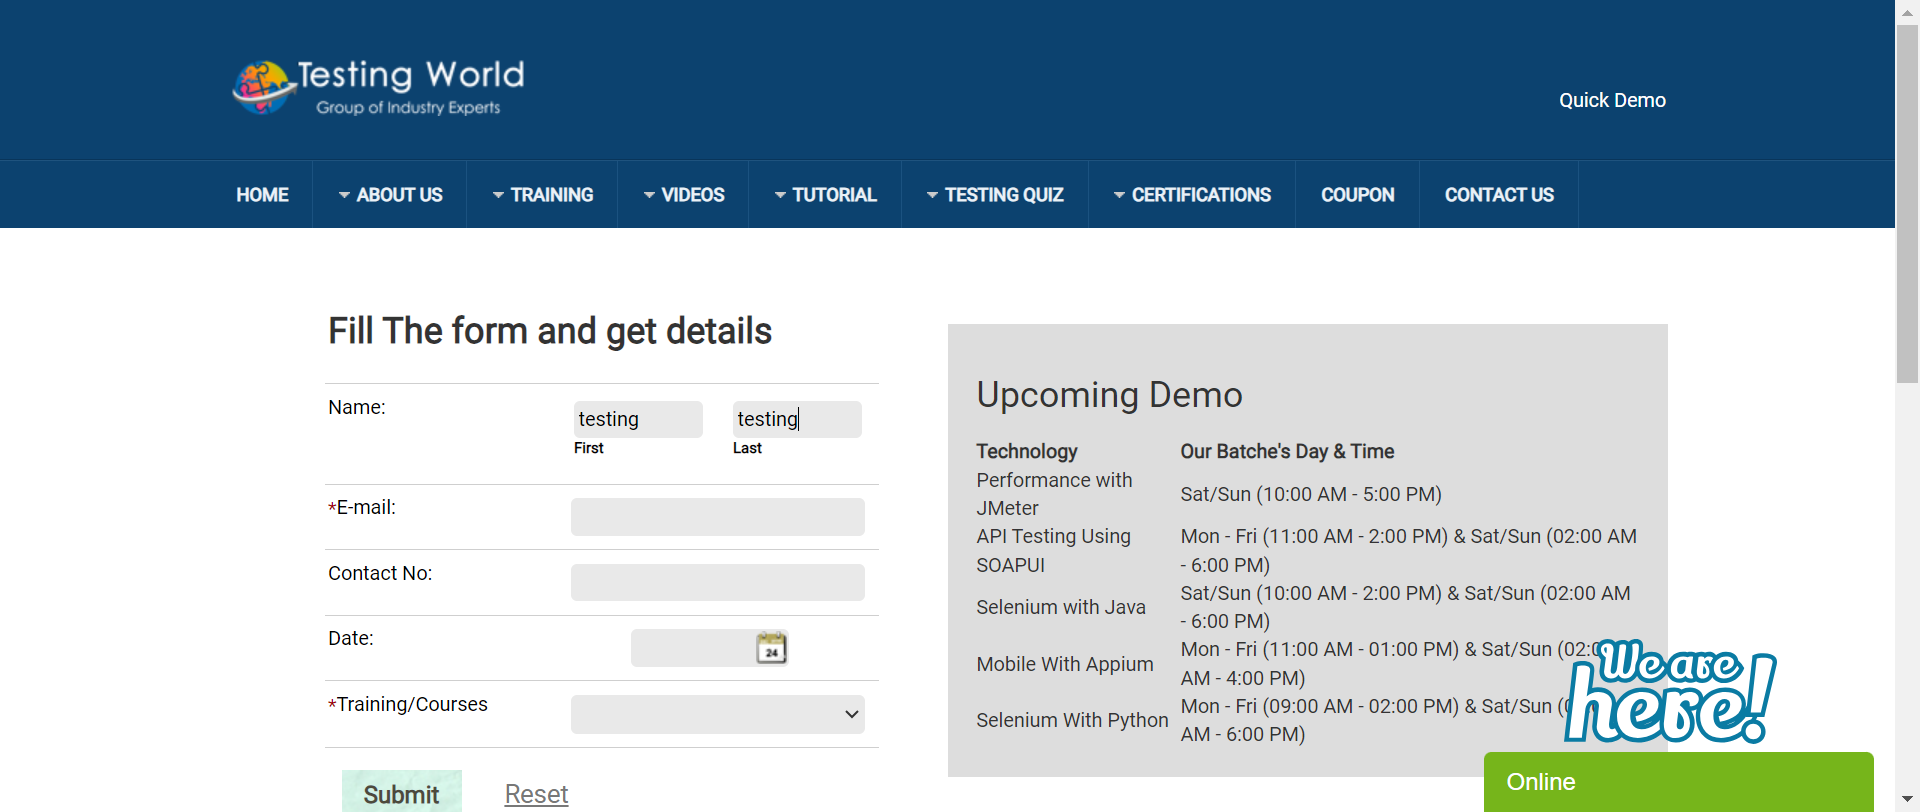 Testing World
Group of Industry Experts
Quick Demo
HOME ABOUT US TRAINING VIDEOS TUTORIAL TESTING QUIZ CERTIFICATIONS COUPON CONTACT US
Fill The form and get details
Name:
testing testing
First Last
*E-mail:
Contact No:
Date:
24
*Training/Courses
Submit Reset
Upcoming Demo
Technology Our Batche's Day & Time
Performance with
JMeter
Sat/Sun (10:00 AM - 5:00 PM)
API Testing Using
SOAPUI
Mon - Fri (11:00 AM - 2:00 PM) & Sat/Sun (02:00 AM
- 6:00 PM)
Selenium with Java
Sat/Sun (10:00 AM - 2:00 PM) & Sat/Sun (02:00 AM
- 6:00 PM)
Mobile With Appium
Mon - Fri (11:00 AM - 01:00 PM) & Sat/Sun
AM - 4:00 PM)
Selenium With Python
Mon - Fri (09:00 AM - 02:00 PM) & Sat/Sun
AM - 6:00 PM)
We are
here!
Online